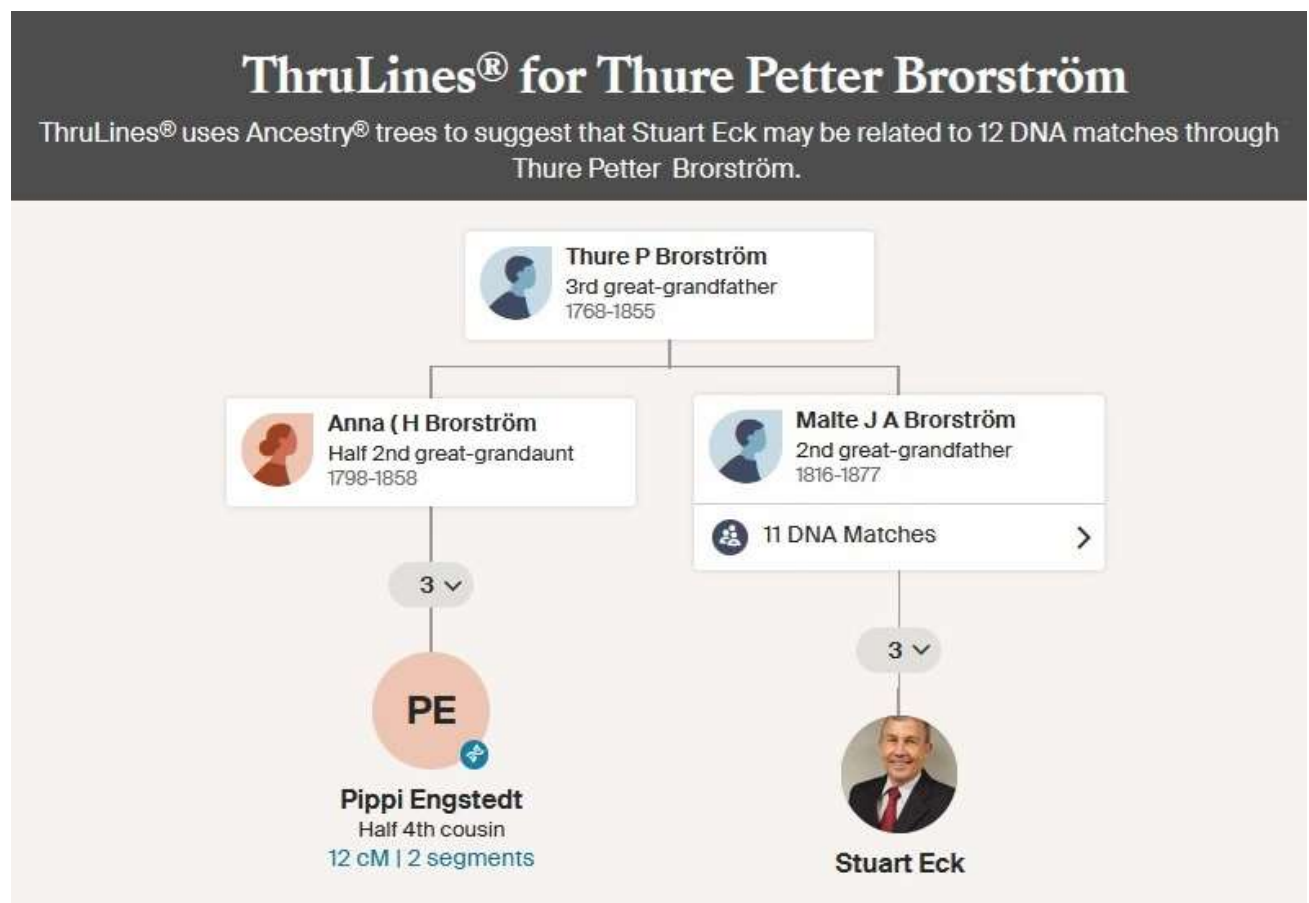 ThruLines® for Thure Petter Brorström
ThruLines® uses Ancestry® trees to suggest that Stuart Eck may be related to 12 DNA matches through
Thure Petter Brorström.
Thure P Brorström
3rd great-grandfather
1768-1855
Anna ( H Brorström
Half 2nd great-grandaunt
1798-1858
Malte J A Brorström
2nd great-grandfather
1816-1877
11 DNA Matches
3
3
PE
Pippi Engstedt
Half 4th cousin
12 cM | 2 segments
Stuart Eck